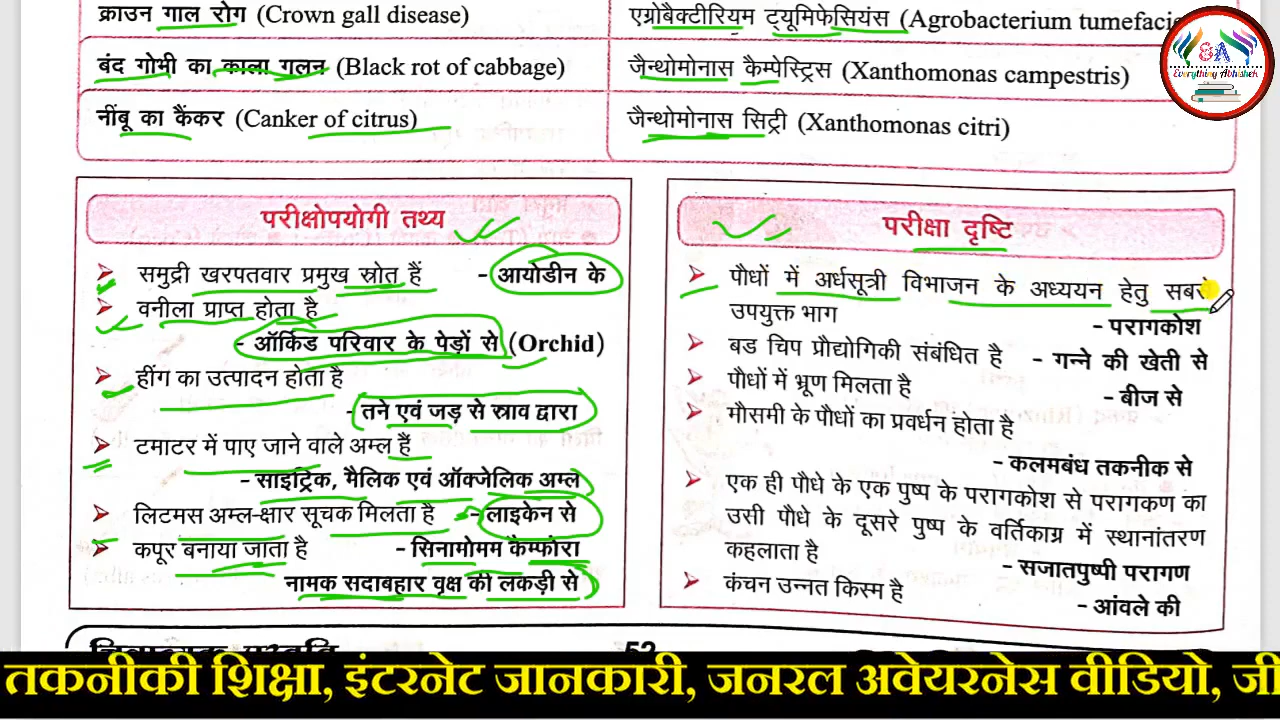 क्राउन गाल रोग (Crown gall disease)
एग्रोबैक्टीरियम ट्यूमिफेसियंस (Agrobacterium tumefacie
बंद गोभी का काला गलन (Black rot of cabbage)
जैन्थोमोनास कैम्पेस्ट्रिस (Xanthomonas campestris)
नींबू का कैंकर (Canker of citrus)
जैन्थोमोनास सिट्री (Xanthomonas citri)
S A
Everything Abhishek
परीक्षोपयोगी तथ्य
समुद्री खरपतवार प्रमुख स्रोत हैं - आयोडीन के
वनीला प्राप्त होता है
- ऑर्किड परिवार के पेड़ों से (Orchid)
हींग का उत्पादन होता है
- तने एवं जड़ से स्राव द्वारा
टमाटर में पाए जाने वाले अम्ल हैं
- साइट्रिक, मैलिक एवं ऑक्जेलिक अम्ल
लिटमस अम्ल-क्षार सूचक मिलता है - लाइकेन से
कपूर बनाया जाता है - सिनामोमम कैम्फोरा
नामक सदाबहार वृक्ष की लकड़ी से
परीक्षा दृष्टि
पौधों में अर्धसूत्री विभाजन के अध्ययन हेतु सबसे
उपयुक्त भाग - परागकोश
बड चिप प्रौद्योगिकी संबंधित है - गन्ने की खेती से
पौधों में भ्रूण मिलता है - बीज से
मौसमी के पौधों का प्रवर्धन होता है
- कलमबंध तकनीक से
एक ही पौधे के एक पुष्प के परागकोश से परागकण का
उसी पौधे के दूसरे पुष्प के वर्तिकाग्र में स्थानांतरण
कहलाता है - सजातपुष्पी परागण
कंचन उन्नत किस्म है - आंवले की
तकनीकी शिक्षा, इंटरनेट जानकारी, जनरल अवेयरनेस वीडियो, जी